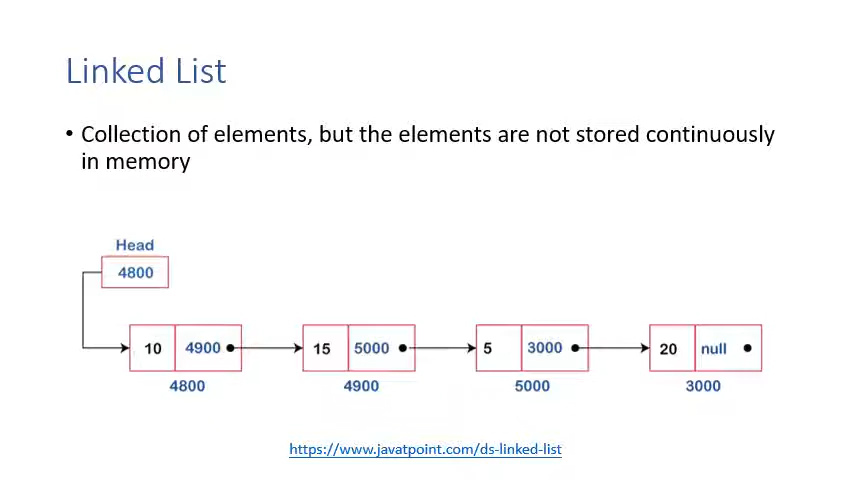 Linked List
• Collection of elements, but the elements are not stored continuously
in memory
Head
4800
10 4900 15 5000 5 3000 20 null
4800 4900 5000 3000
https://www.javatpoint.com/ds-linked-list